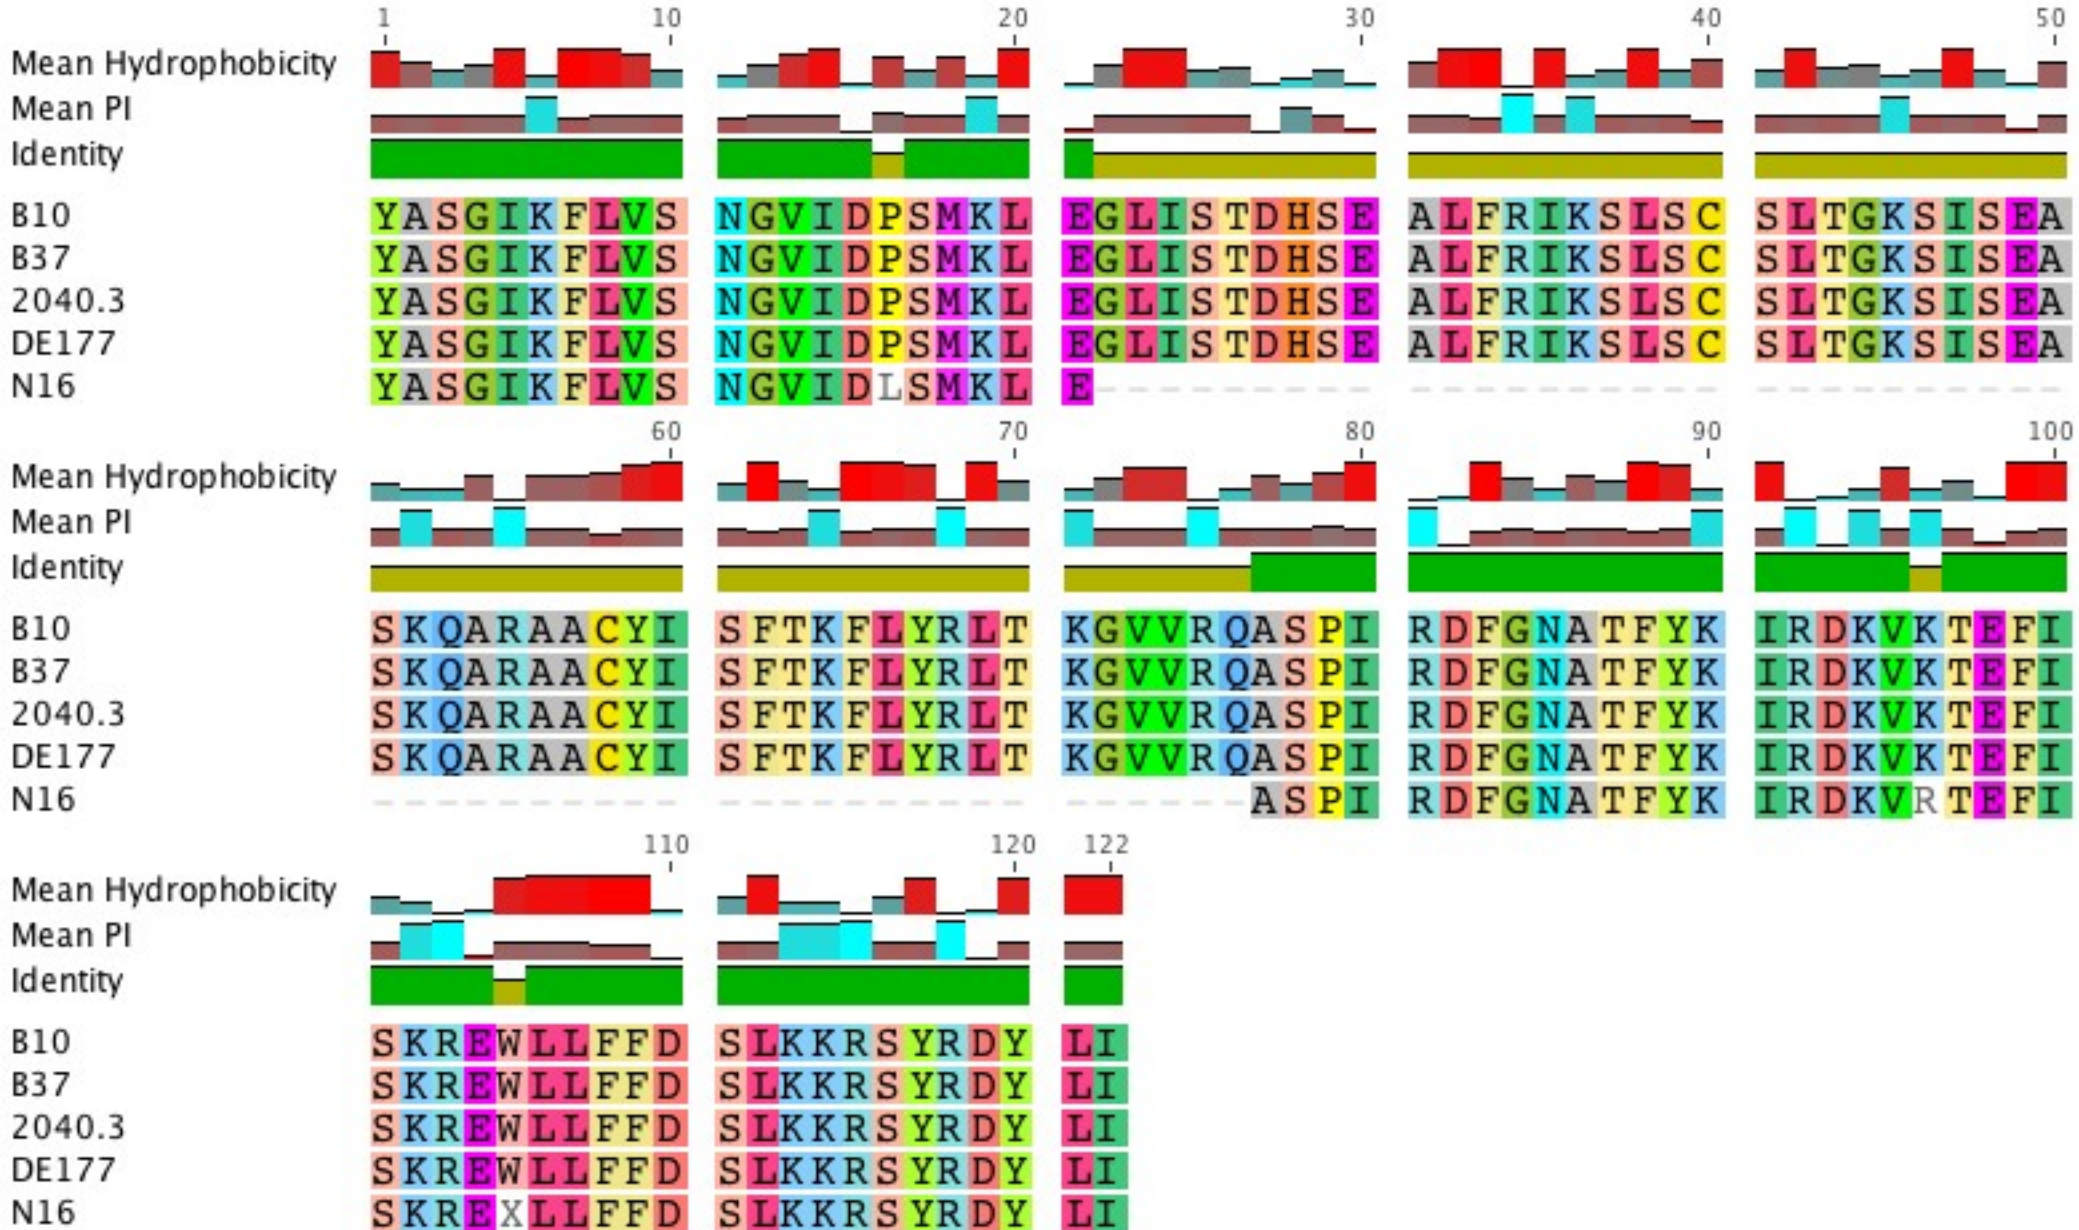 1 10 20 30 40 50
Mean Hydrophobicity
Mean PI
Identity
B10 YASGIKFLVS NGVIDPSMKL EGLISTDHSE ALFRIKSLSC SLTGKSISEA
B37 YASGIKFLVS NGVIDPSMKL EGLISTDHSE ALFRIKSLSC SLTGKSISEA
2040.3 YASGIKFLVS NGVIDPSMKL EGLISTDHSE ALFRIKSLSC SLTGKSISEA
DE177 YASGIKFLVS NGVIDPSMKL EGLISTDHSE ALFRIKSLSC SLTGKSISEA
N16 YASGIKFLVS NGVIDLSMKL E--------- ---------- ----------
60 70 80 90 100
Mean Hydrophobicity
Mean PI
Identity
B10 SKQARAACYI SFTKFLYRLT KGVVRQASPI RDFGNATFYK IRDKVKTEFI
B37 SKQARAACYI SFTKFLYRLT KGVVRQASPI RDFGNATFYK IRDKVKTEFI
2040.3 SKQARAACYI SFTKFLYRLT KGVVRQASPI RDFGNATFYK IRDKVKTEFI
DE177 SKQARAACYI SFTKFLYRLT KGVVRQASPI RDFGNATFYK IRDKVKTEFI
N16 ---------- ---------- ------ASPI RDFGNATFYK IRDKVRTEFI
110 120 122
Mean Hydrophobicity
Mean PI
Identity
B10 SKREWLLFFD SLKKRSYRDY LI
B37 SKREWLLFFD SLKKRSYRDY LI
2040.3 SKREWLLFFD SLKKRSYRDY LI
DE177 SKREWLLFFD SLKKRSYRDY LI
N16 SKREXLLFFD SLKKRSYRDY LI